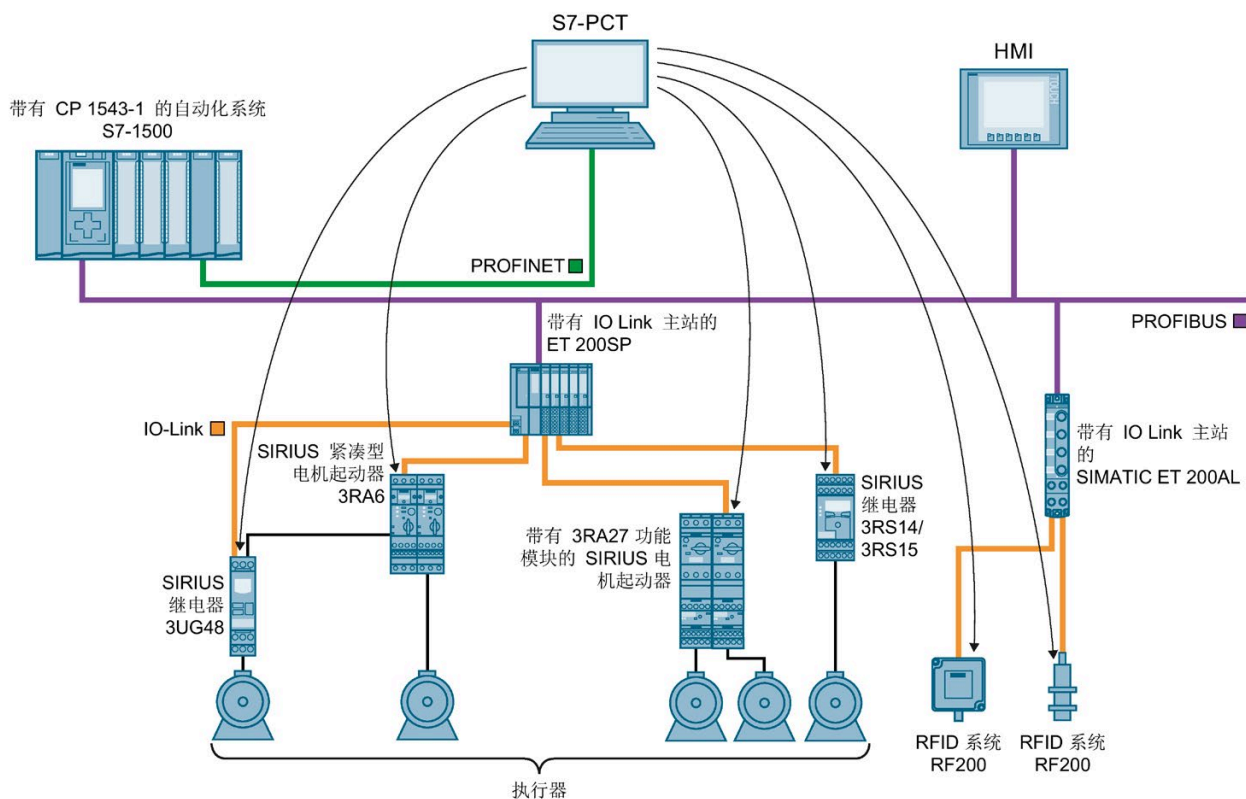 S7-PCT
HMI
带有 CP 1543-1 的自动化系统
S7-1500
PROFINET
PROFIBUS
带有 IO Link 主站的
ET 200SP
IO-Link
SIRIUS 紧凑型
电机起动器
3RA6
SIRIUS
继电器
3UG48
带有 3RA27 功能
模块的 SIRIUS 电
机起动器
SIRIUS
继电器
3RS14/
3RS15
带有 IO Link 主站
的
SIMATIC ET 200AL
RFID 系统
RF200
RFID 系统
RF200
执行器